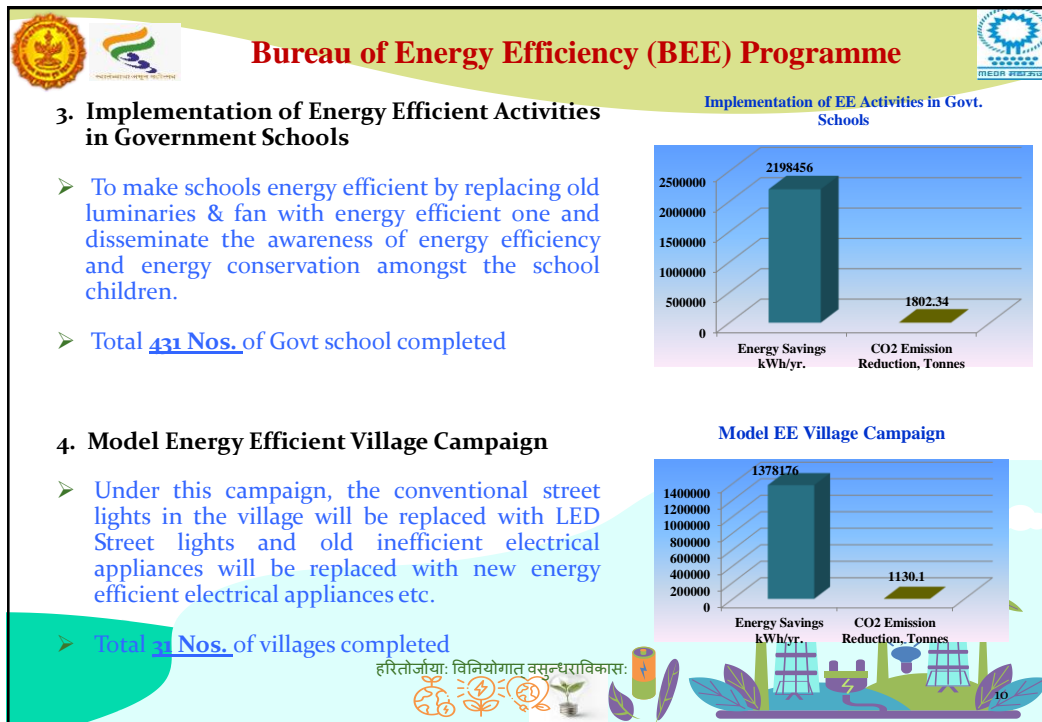 Bureau of Energy Efficiency (BEE) Programme
MEDA महाऊर्जा
3. Implementation of Energy Efficient Activities
in Government Schools
➢ To make schools energy efficient by replacing old
luminaries & fan with energy efficient one and
disseminate the awareness of energy efficiency
and energy conservation amongst the school
children.
➢ Total 431 Nos. of Govt school completed
Implementation of EE Activities in Govt.
Schools
2198456
2500000
2000000
1500000
1000000
500000
0
1802.34
Energy Savings
kWh/yr.
CO2 Emission
Reduction, Tonnes
4. Model Energy Efficient Village Campaign
➢ Under this campaign, the conventional street
lights in the village will be replaced with LED
Street lights and old inefficient electrical
appliances will be replaced with new energy
efficient electrical appliances etc.
➢ Total 31 Nos. of villages completed
Model EE Village Campaign
1378176
1400000
1200000
1000000
800000
600000
400000
200000
0
1130.1
Energy Savings
kWh/yr.
CO2 Emission
Reduction, Tonnes
हरितोर्जाया: विनियोगात वसुन्धराविकास:
10